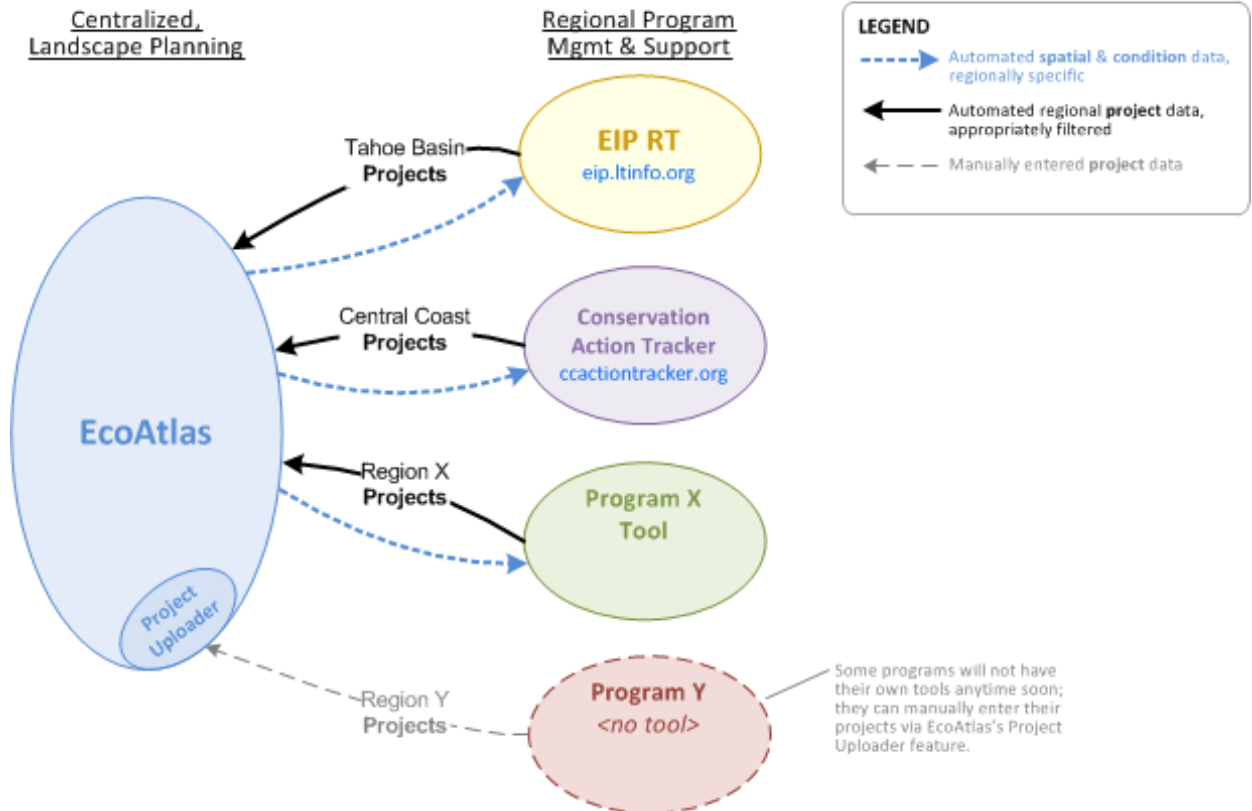 Centralized,
Landscape Planning
Regional Program
Mgmt & Support
LEGEND
Automated spatial & condition data,
regionally specific
Automated regional project data,
appropriately filtered
Manually entered project data
Tahoe Basin
Projects
EIP RT
eip.ltinfo.org
Central Coast
Projects
Conservation
Action Tracker
ccactiontracker.org
EcoAtlas
Region X
Projects
Program X
Tool
Project
Uploader
Region Y
Projects
Program Y
<no tool>
Some programs will not have
their own tools anytime soon;
they can manually enter their
projects via EcoAtlas's Project
Uploader feature.